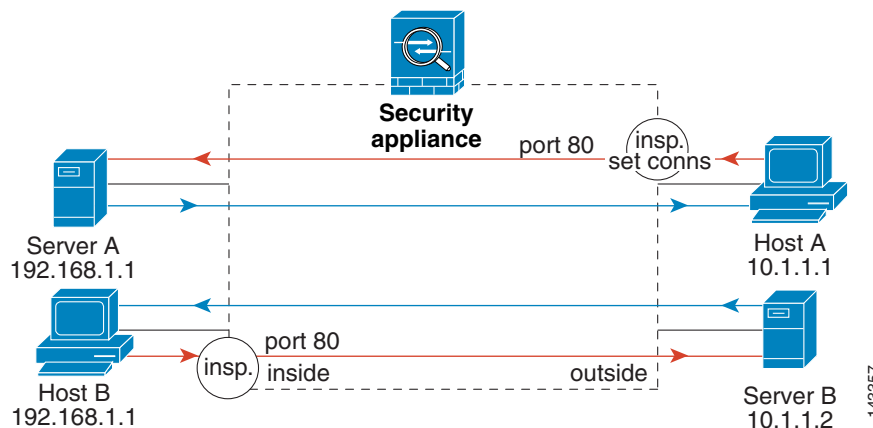 Security
appliance
port 80
insp.
set conns
Server A
192.168.1.1
Host A
10.1.1.1
port 80
insp.
inside
outside
Host B
192.168.1.1
Server B
10.1.1.2
143357